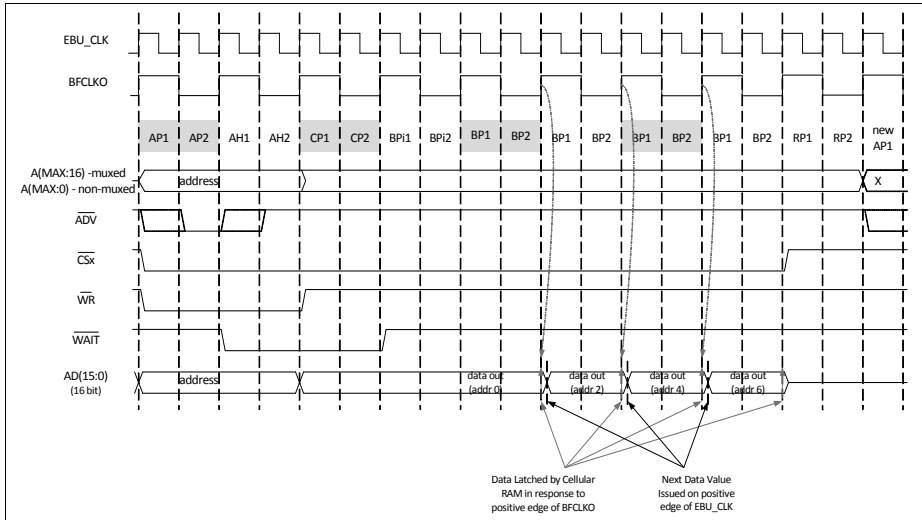 EBU_CLK
BFCLKO
AP1 AP2 AH1 AH2 CP1 CP2 BPi1 BPi2 BP1 BP2 BP1 BP2 BP1 BP2 BP1 BP2 RP1 RP2 new
AP1
A(MAX:16) -muxed
A(MAX:0) - non-muxed
address
X
ADV
CSx
WR
WAIT
AD(15:0)
(16 bit)
address
data out
(addr 0)
data out
(addr 2)
data out
(addr 4)
data out
(addr 6)
Data Latched by Cellular
RAM in response to
positive edge of BFCLKO
Next Data Value
Issued on positive
edge of EBU_CLK